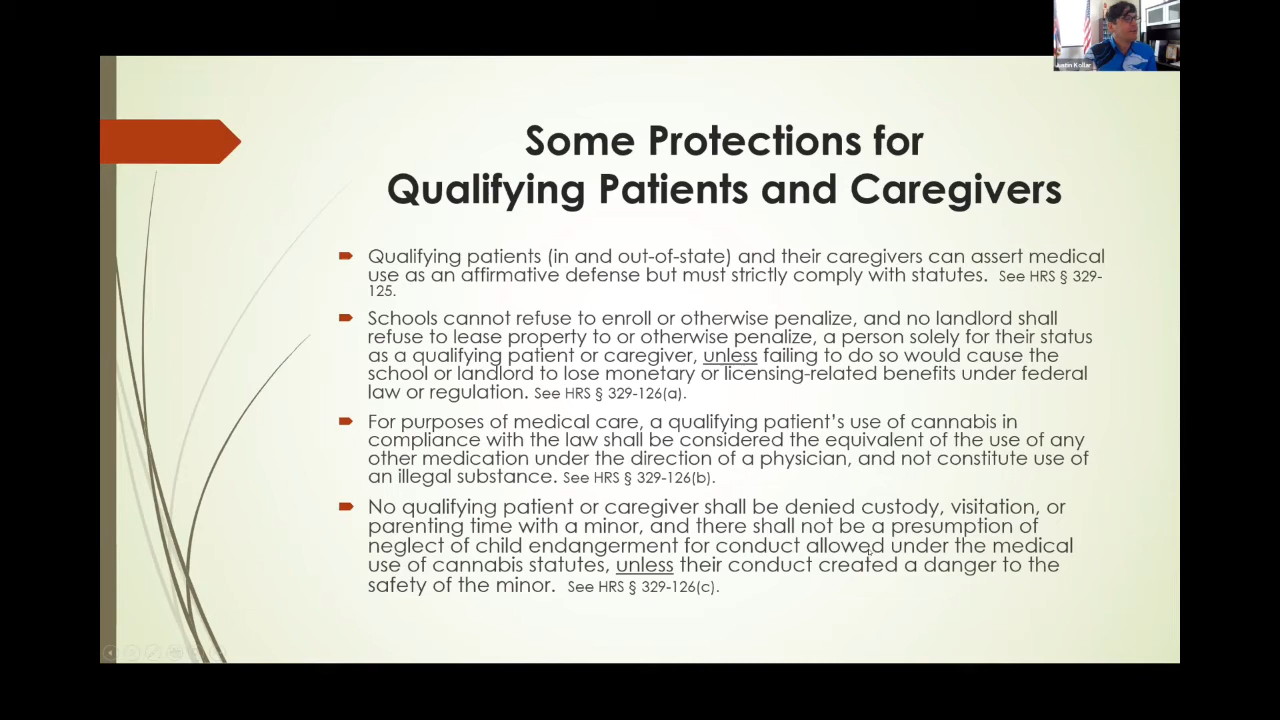 Justin Kollar
Some Protections for
Qualifying Patients and Caregivers
Qualifying patients (in and out-of-state) and their caregivers can assert medical
use as an affirmative defense but must strictly comply with statutes. See HRS § 329-
125.
Schools cannot refuse to enroll or otherwise penalize, and no landlord shall
refuse to lease property to or otherwise penalize, a person solely for their status
as a qualifying patient or caregiver, unless failing to do so would cause the
school or landlord to lose monetary or licensing-related benefits under federal
law or regulation. See HRS § 329-126(a).
For purposes of medical care, a qualifying patient's use of cannabis in
compliance with the law shall be considered the equivalent of the use of any
other medication under the direction of a physician, and not constitute use of
an illegal substance. See HRS § 329-126(b).
No qualifying patient or caregiver shall be denied custody, visitation, or
parenting time with a minor, and there shall not be a presumption of
neglect of child endangerment for conduct allowed under the medical
use of cannabis statutes, unless their conduct created a danger to the
safety of the minor. See HRS § 329-126(c).